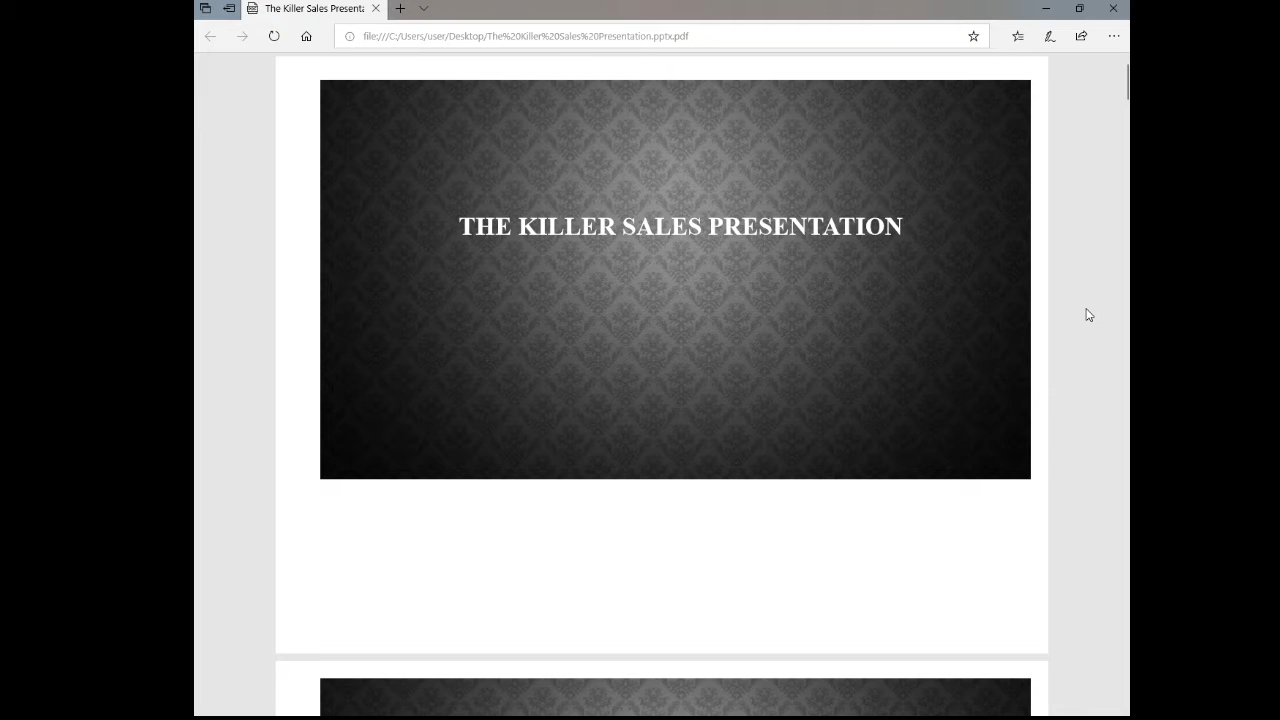 The Killer Sales Presenta
file:///C:/Users/user/Desktop/The%20Killer%20Sales%20Presentation.pptx.pdf
THE KILLER SALES PRESENTATION